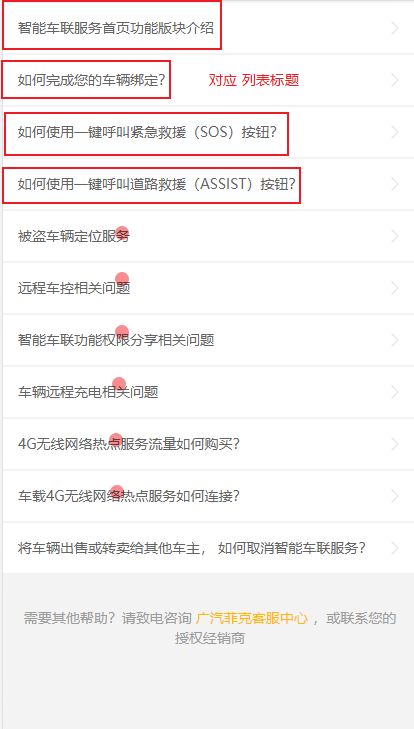 智能车联服务首页功能版块介绍
如何完成您的车辆绑定? 对应 列表标题
如何使用一键呼叫紧急救援（SOS）按钮?
如何使用一键呼叫道路救援（ASSIST）按钮?
被盗车辆定位服务
远程车控相关问题
智能车联功能权限分享相关问题
车辆远程充电相关问题
4G无线网络热点服务流量如何购买?
车载4G无线网络热点服务如何连接?
将车辆出售或转卖给其他车主， 如何取消智能车联服务?
需要其他帮助? 请致电咨询 广汽菲克客服中心 ，或联系您的
授权经销商